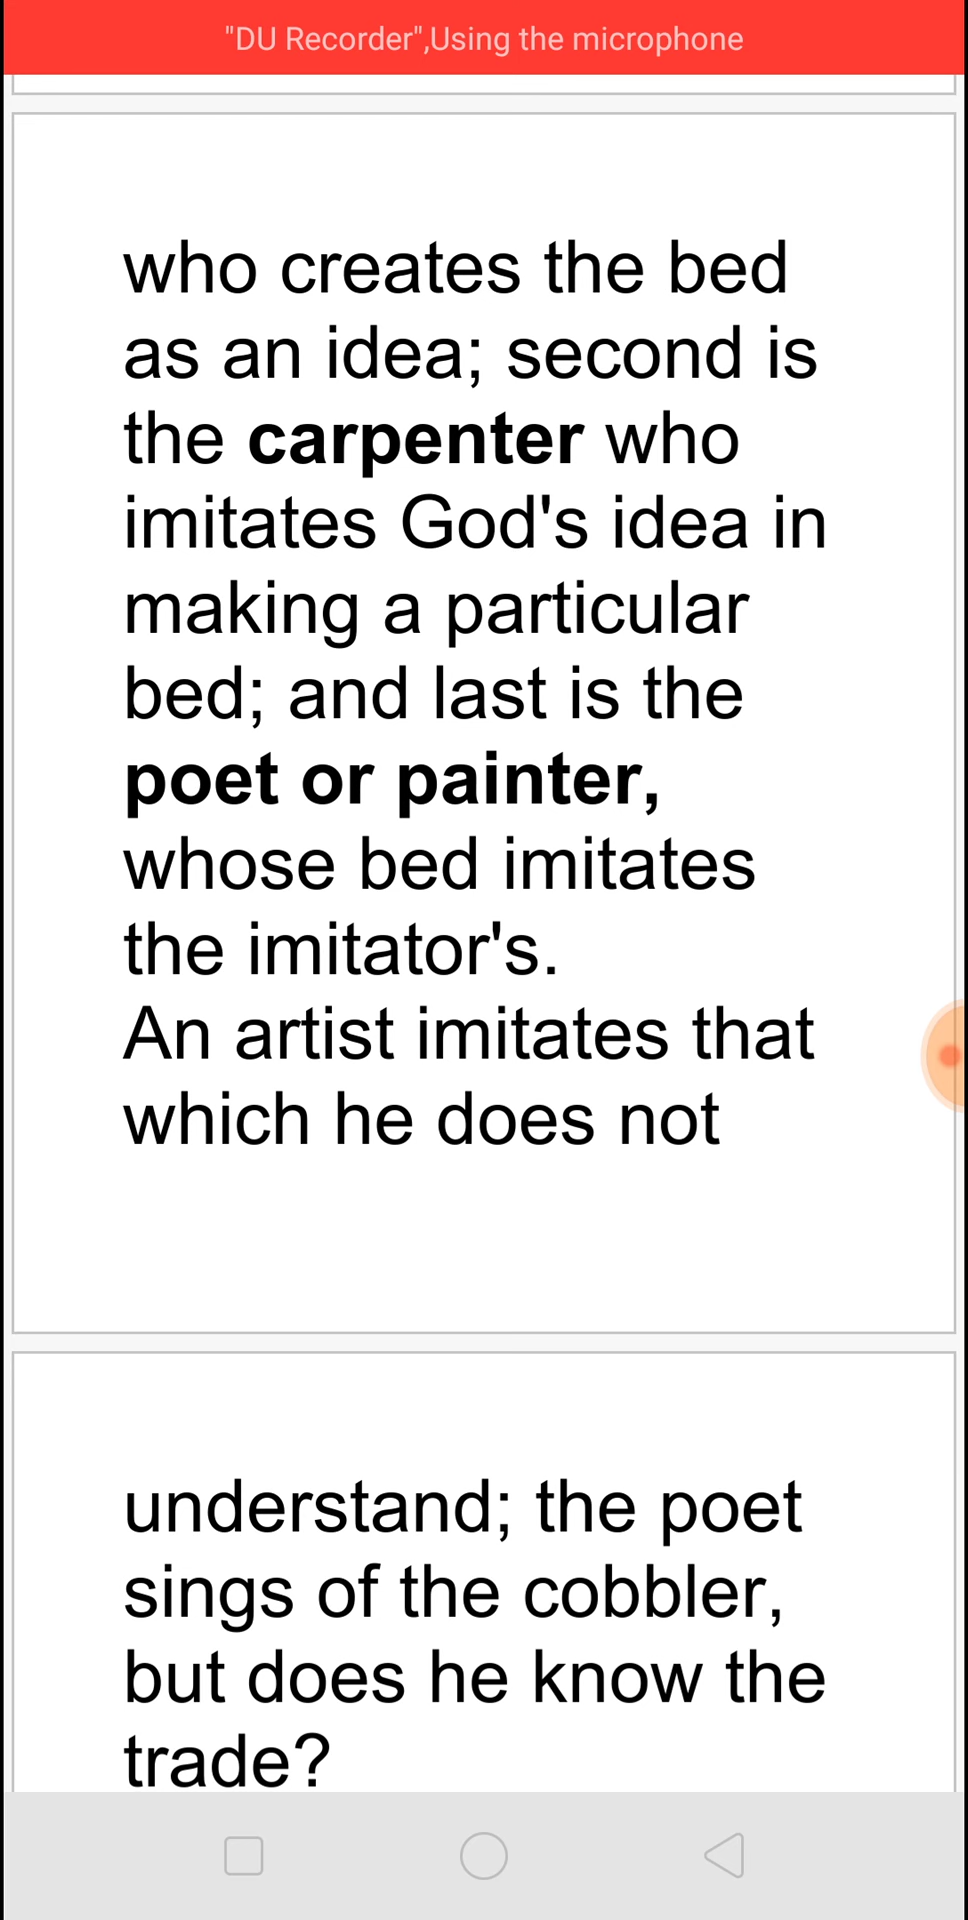 "DU Recorder",Using the microphone
who creates the bed
as an idea; second is
the carpenter who
imitates God's idea in
making a particular
bed; and last is the
poet or painter,
whose bed imitates
the imitator's.
An artist imitates that
which he does not
understand; the poet
sings of the cobbler,
but does he know the
trade?